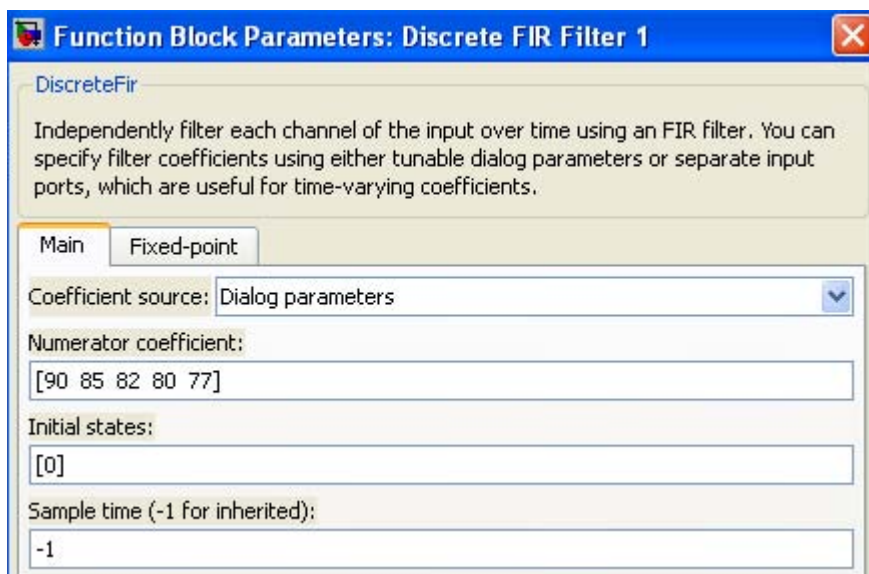 Function Block Parameters: Discrete FIR Filter 1
DiscreteFir
Independently filter each channel of the input over time using an FIR filter. You can
specify filter coefficients using either tunable dialog parameters or separate input
ports, which are useful for time-varying coefficients.
Main Fixed-point
Coefficient source: Dialog parameters
Numerator coefficient:
[90 85 82 80 77]
Initial states:
[0]
Sample time (-1 for inherited):
-1